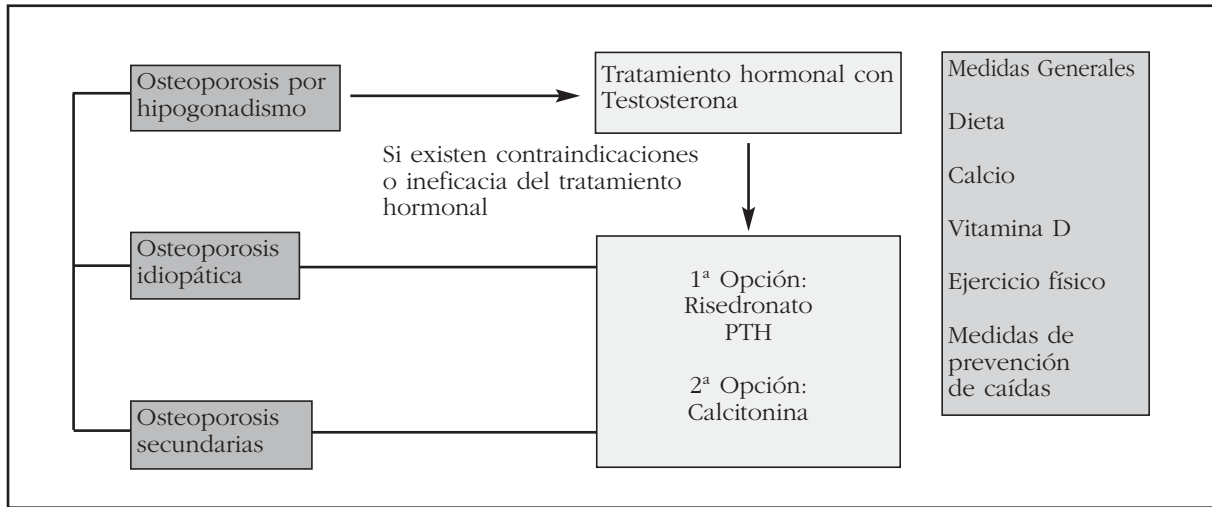 Osteoporosis por
hipogonadismo
Tratamiento hormonal con
Testosterona
Si existen contraindicaciones
o ineficacia del tratamiento
hormonal
Osteoporosis
idiopática
1ª Opción:
Risedronato
PTH
2ª Opción:
Calcitonina
Osteoporosis
secundarias
Medidas Generales
Dieta
Calcio
Vitamina D
Ejercicio físico
Medidas de
prevención
de caídas